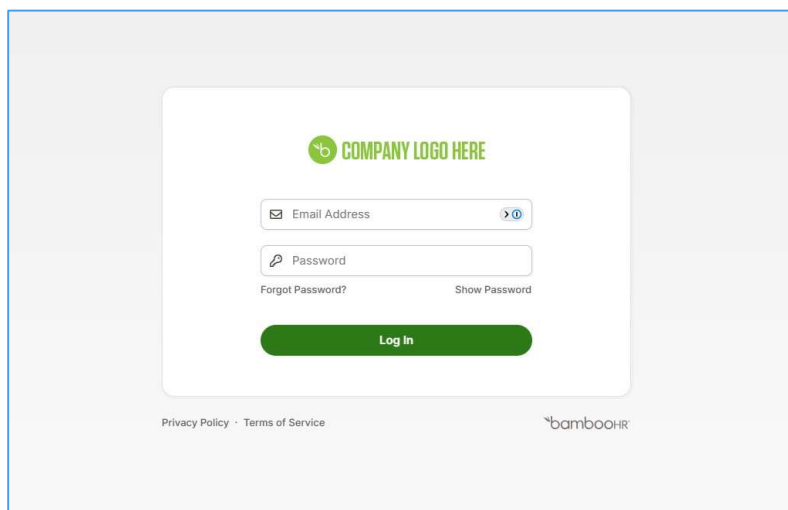 COMPANY LOGO HERE
Email Address
Password
Forgot Password? Show Password
Log In
Privacy Policy · Terms of Service bambooHR